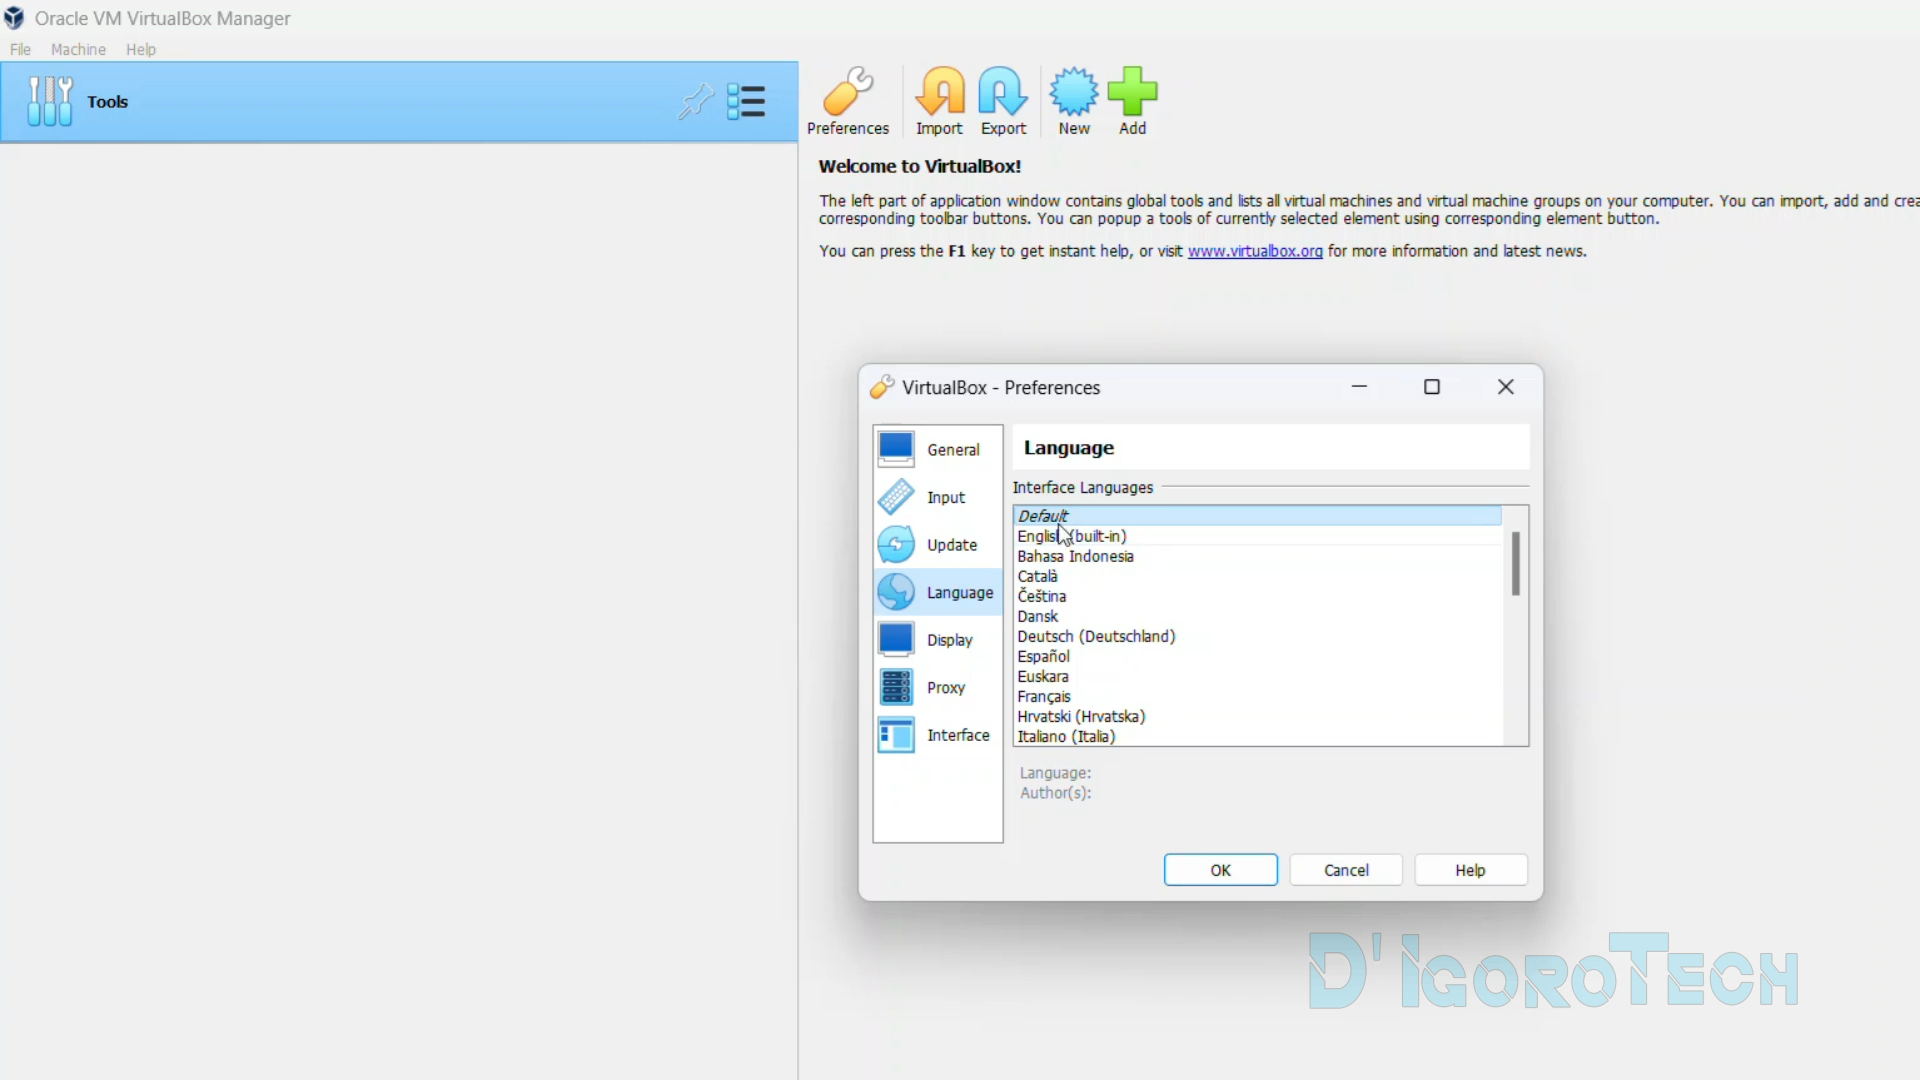 Oracle VM VirtualBox Manager
File Machine Help
Tools
Preferences Import Export New Add
Welcome to VirtualBox!
The left part of application window contains global tools and lists all virtual machines and virtual machine groups on your computer. You can import, add and crea
corresponding toolbar buttons. You can popup a tools of currently selected element using corresponding element button.
You can press the F1 key to get instant help, or visit www.virtualbox.org for more information and latest news.
VirtualBox - Preferences
General
Input
Update
Language
Display
Proxy
Interface
Language
Interface Languages
Default
English (built-in)
Bahasa Indonesia
Català
Čeština
Dansk
Deutsch (Deutschland)
Español
Euskara
Français
Hrvatski (Hrvatska)
Italiano (Italia)
Language:
Author(s):
OK Cancel Help
D'IGOROTECH